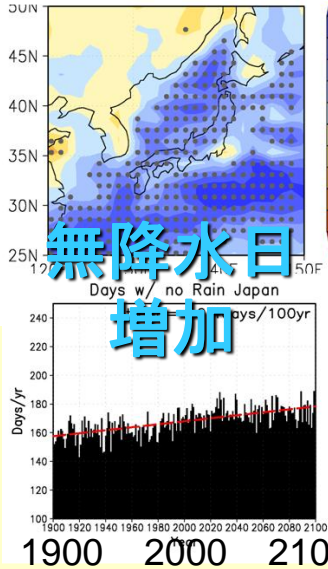 50N
45N
40N
35N
30N
25N
無降水日
増加
Days w/ no Rain Japan
days/100yr
Days/yr
240
220
200
180
160
140
120
100
1900 1920 1940 1960 1980 2000 2020 2040 2060 2080 2100
Year
1900 2000 210